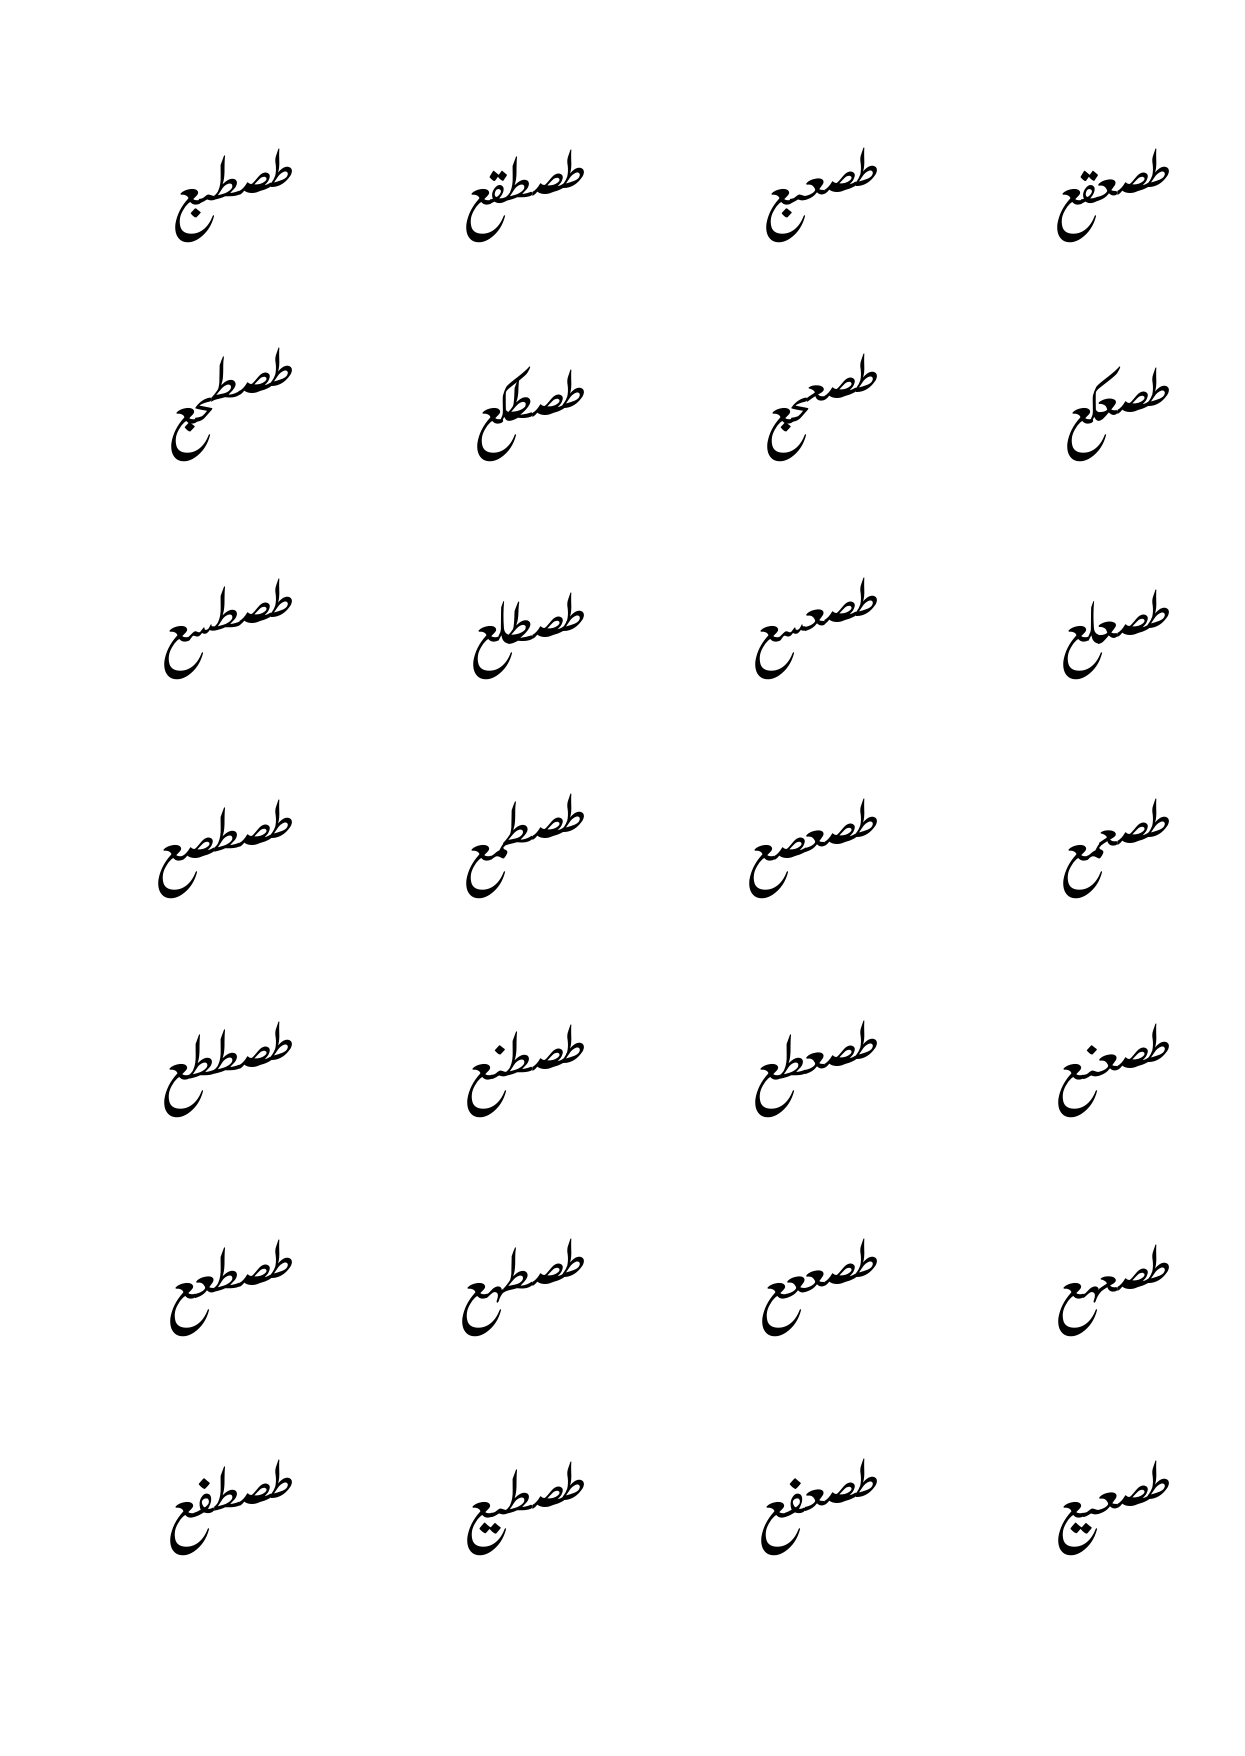 طصعقع طصعبع طصطقع طصطبع
طصعكع طصعجع طصطكع طصطجع
طصعلع طصعسع طصطلع طصطسع
طصعمع طصعصع طصطمع طصطصع
طصعنع طصعطع طصطنع طصططع
طصعهع طصععع طصطهع طصطعع
طصعيع طصعفع طصطيع طصطفع